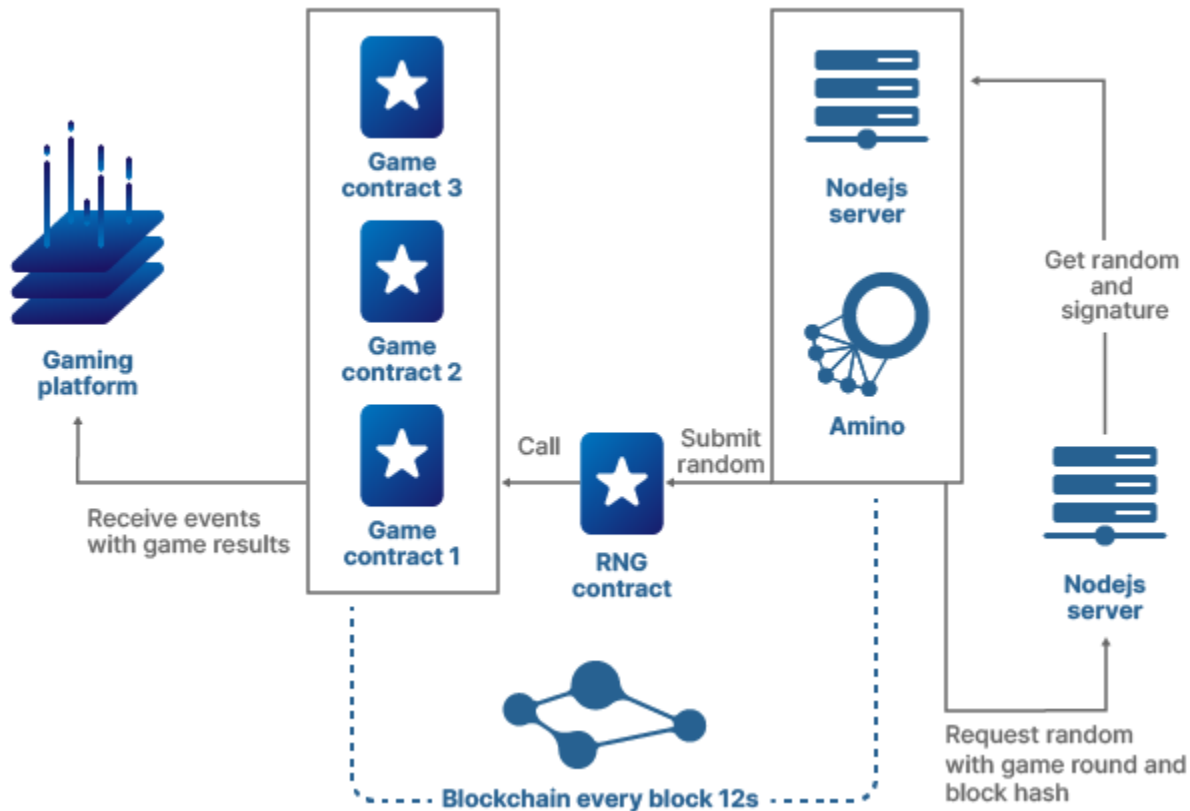 Game
contract 3
Game
contract 2
Game
contract 1
Gaming
platform
Receive events
with game results
Call
RNG
contract
Submit
random
Nodejs
server
Amino
Get random
and
signature
Nodejs
server
Request random
with game round and
block hash
Blockchain every block 12s